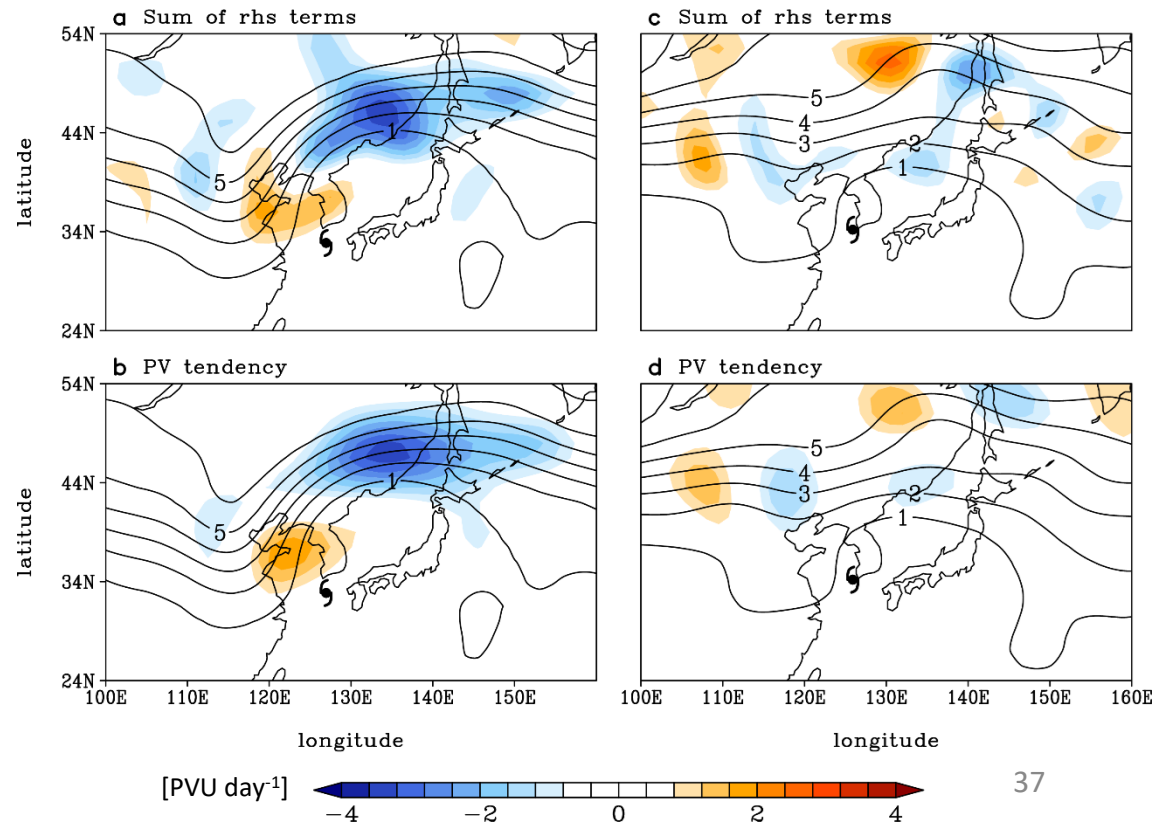 a Sum of rhs terms
54N
44N
34N
24N
latitude
5
1
c Sum of rhs terms
5
4
3
2
1
b PV tendency
54N
44N
34N
24N
latitude
5
1
100E 110E 120E 130E 140E 150E
longitude
d PV tendency
5
4
3
2
1
100E 110E 120E 130E 140E 150E 160E
longitude
[PVU day-1]
−4 −2 0 2 4
37